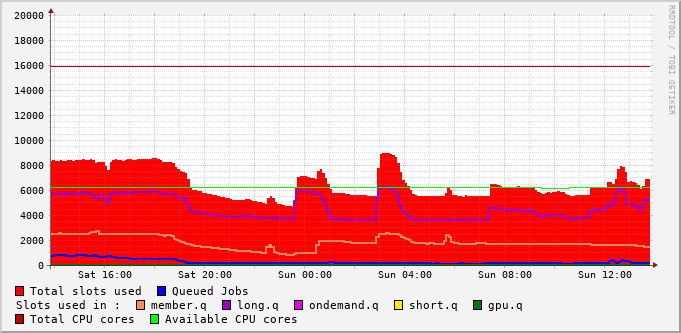 RRDTOOL / TOBI OETIKER
20000
18000
16000
14000
12000
10000
8000
6000
4000
2000
0
Sat 16:00 Sat 20:00 Sun 00:00 Sun 04:00 Sun 08:00 Sun 12:00
Total slots used Queued Jobs
Slots used in : member.q long.q ondemand.q short.q gpu.q
Total CPU cores Available CPU cores